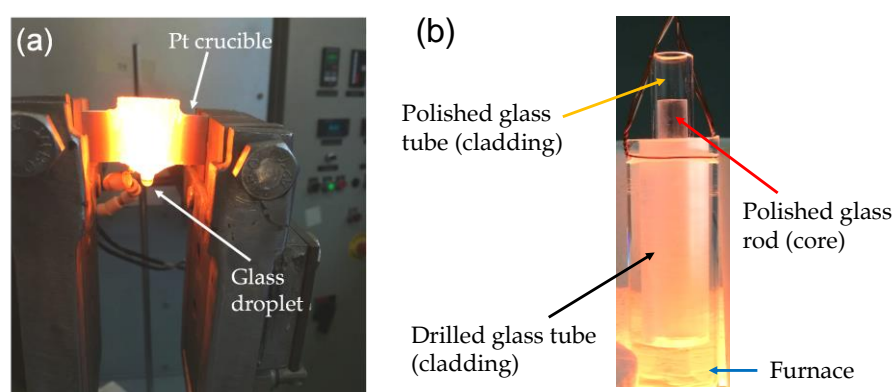 (a)
Pt crucible
Glass
droplet
(b)
Polished glass
tube (cladding)
Polished glass
rod (core)
Drilled glass tube
(cladding)
Furnace